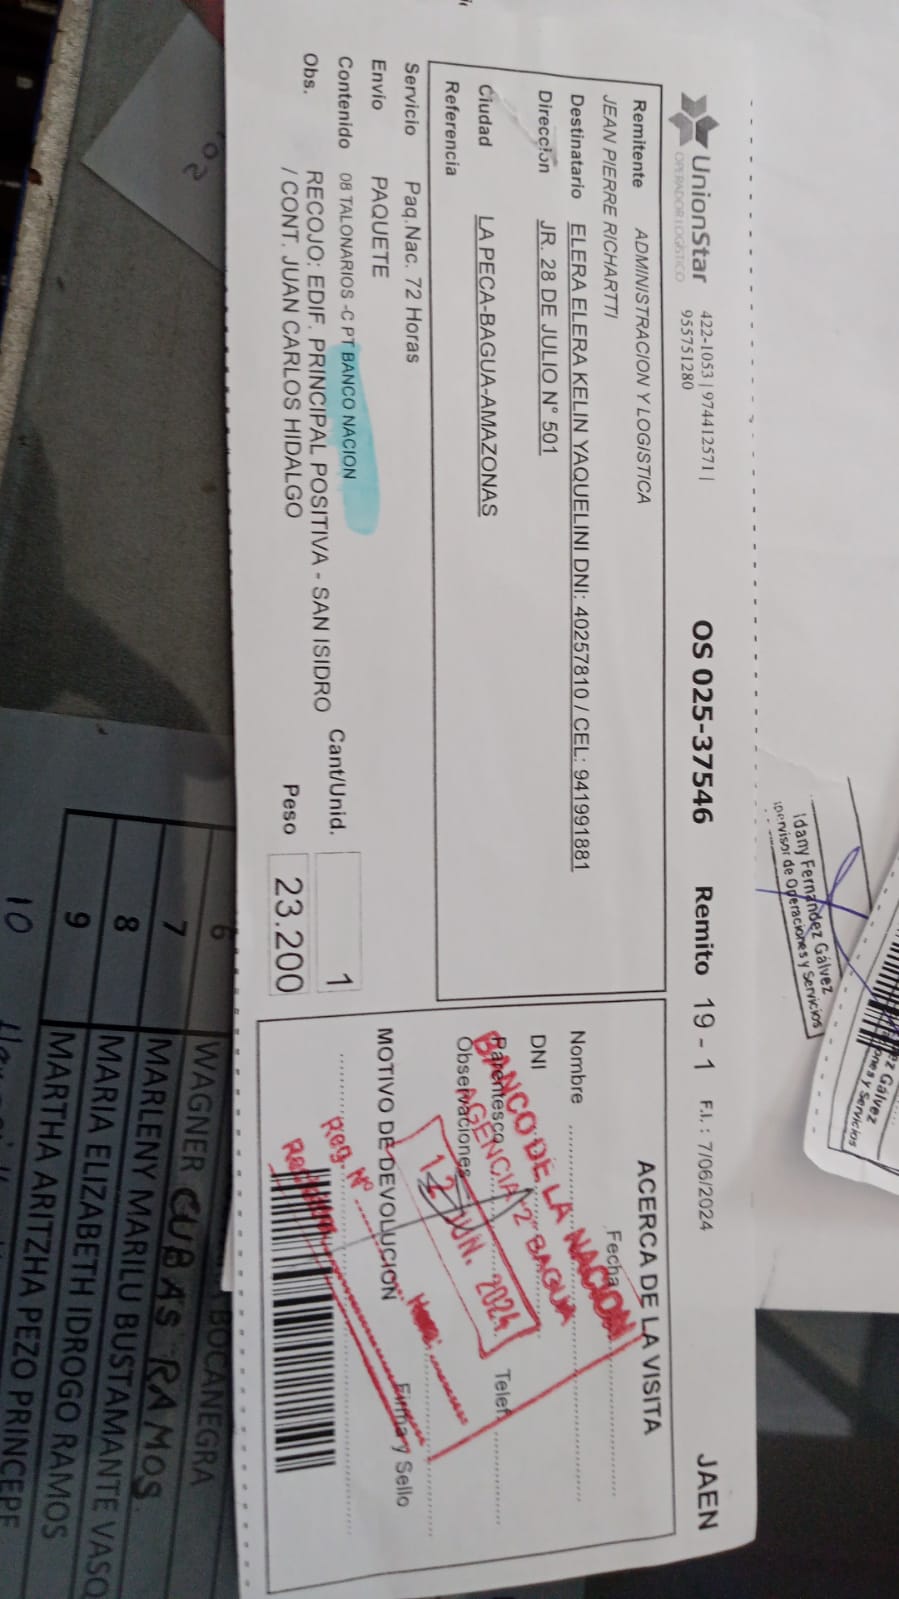 UnionStar
OPERADOR LOGISTICO
422-1053 | 974412571 |
955751280
OS 025-37546 Remito 19 - 1 F.I. : 7/06/2024 JAEN
Remitente ADMINISTRACION Y LOGISTICA
JEAN PIERRE RICHARTTI
Destinatario ELERA ELERA KELIN YAQUELINI DNI: 40257810 / CEL: 941991881
Dirección JR. 28 DE JULIO N° 501
Ciudad LA PECA-BAGUA-AMAZONAS
Referencia
Servicio Paq.Nac. 72 Horas
Envio PAQUETE
Contenido 08 TALONARIOS -C PT BANCO NACION
Cant/Unid. 1
Obs. RECOJO: EDIF. PRINCIPAL POSITIVA - SAN ISIDRO
/ CONT. JUAN CARLOS HIDALGO
Peso 23.200
ACERCA DE LA VISITA
Fecha
Nombre
DNI
Parentesco Telef.
Observaciones
MOTIVO DE DEVOLUCION
Firma y Sello
BANCO DE LA NACION
AGENCIA "2" BAGUA
12 JUN. 2024
Reg. N° Hora:
Idany Fernández Gálvez
pervisor de Operaciones y Servicios
ez Gálvez
ones y Servicios
6 WAGNER BOCANEGRA
7 MARLENY MARILU BUSTAMANTE VASQ
CUBAS RAMOS
8 MARIA ELIZABETH IDROGO RAMOS
9 MARTHA ARITZHA PEZO PRINCEPE
10